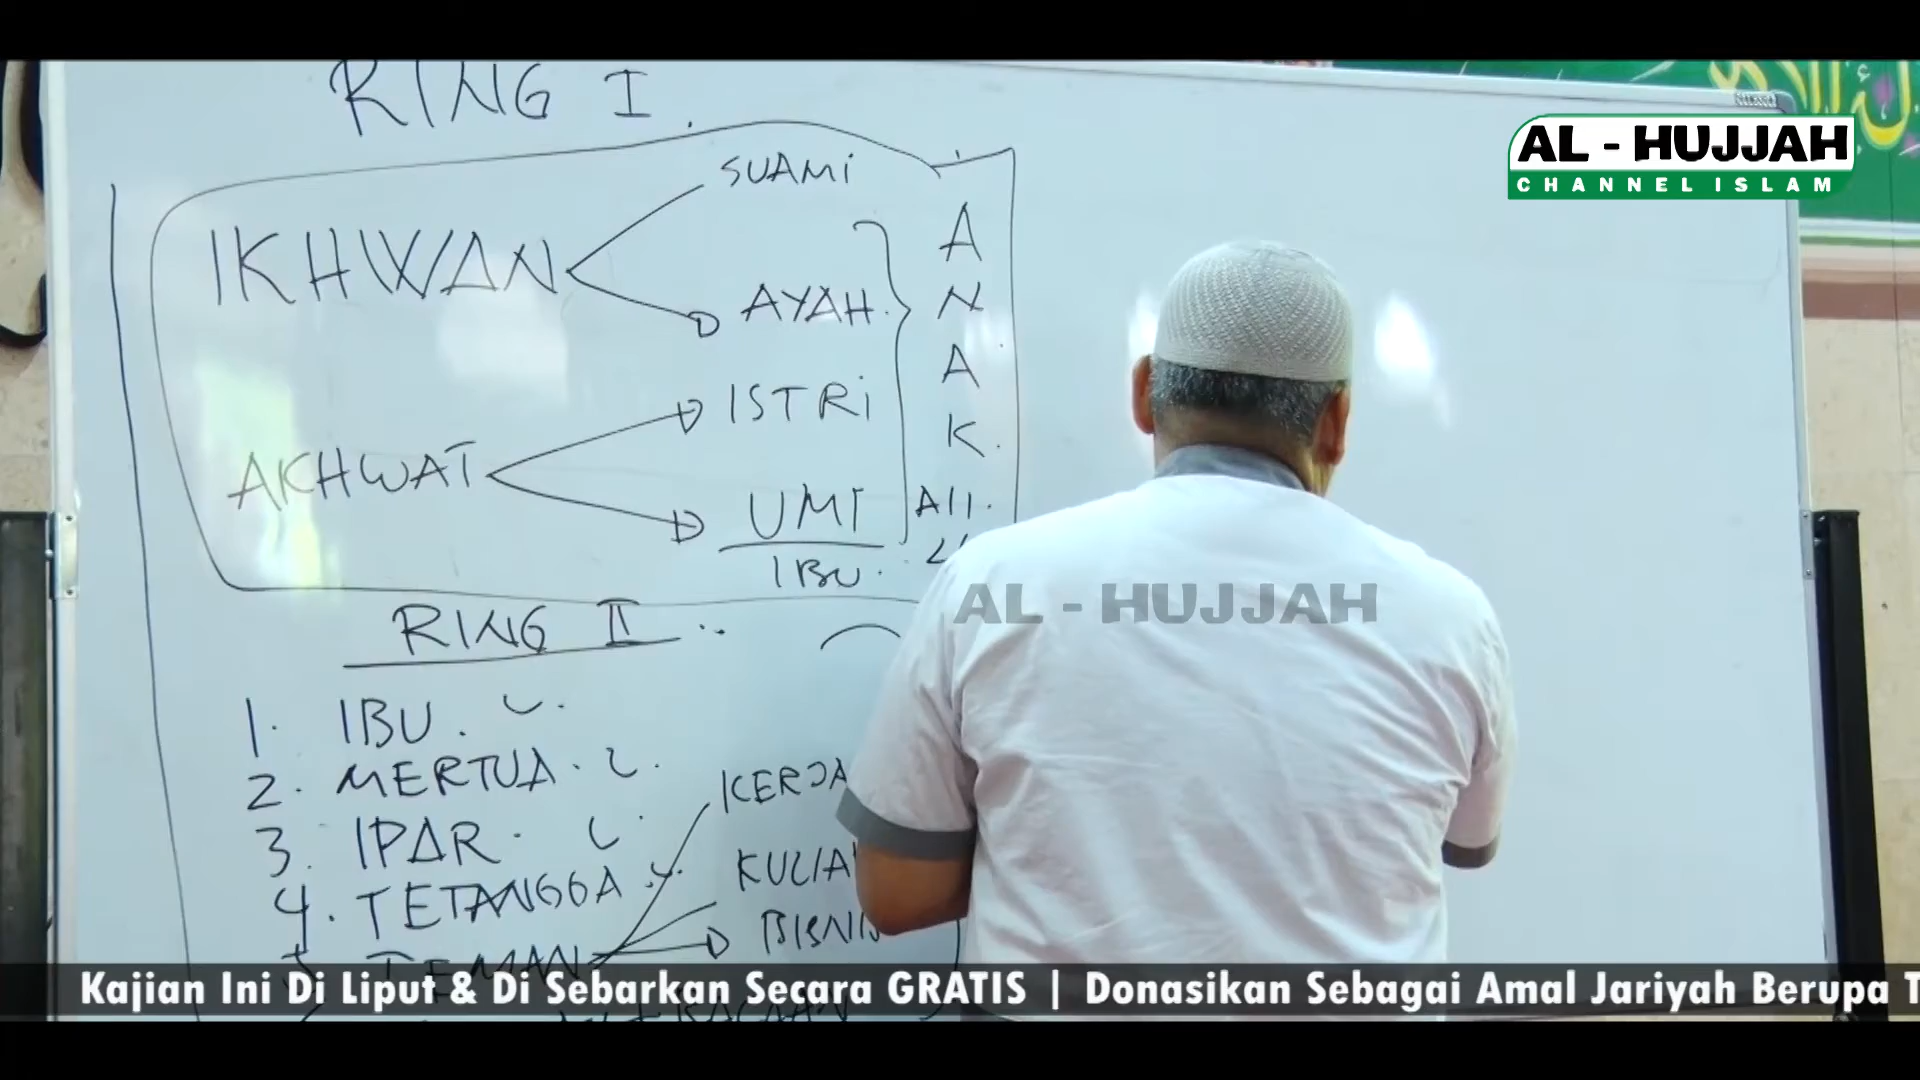 RING I.
SUAMI
IKHWAN
AYAH.
ANAK.
ISTRI
AKHWAT
UMI
IBU.
RING II
1. IBU.
2. MERTUA.
3. IPAR.
4. TETANGGA
TEMAN
KERJA
BISNIS
AL - HUJJAH
CHANNEL ISLAM
AL - HUJJAH
Kajian Ini Di Liput & Di Sebarkan Secara GRATIS | Donasikan Sebagai Amal Jariyah Berupa T